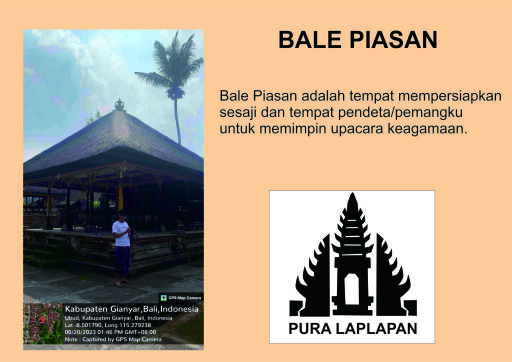 BALE PIASAN
Bale Piasan adalah tempat mempersiapkan
sesaji dan tempat pendeta/pemangku
untuk memimpin upacara keagamaan.
GPS Map Camera
Kabupaten Gianyar,Bali,Indonesia
Ubud, Kabupaten Gianyar, Bali, Indonesia
Lat -8.501790, Long 115.279238
06/20/2023 01:46 PM GMT+08:00
Note : Captured by GPS Map Camera
PURA LAPLAPAN